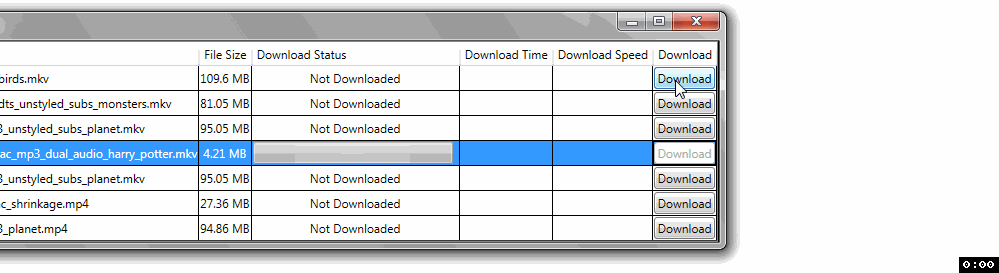 File Size Download Status Download Time Download Speed Download
birds.mkv 109.6 MB Not Downloaded Download
dts_unstyled_subs_monsters.mkv 81.05 MB Not Downloaded Download
3_unstyled_subs_planet.mkv 95.05 MB Not Downloaded Download
ac_mp3_dual_audio_harry_potter.mkv 4.21 MB Download
3_unstyled_subs_planet.mkv 95.05 MB Not Downloaded Download
c_shrinkage.mp4 27.36 MB Not Downloaded Download
3_planet.mp4 94.86 MB Not Downloaded Download
0:00